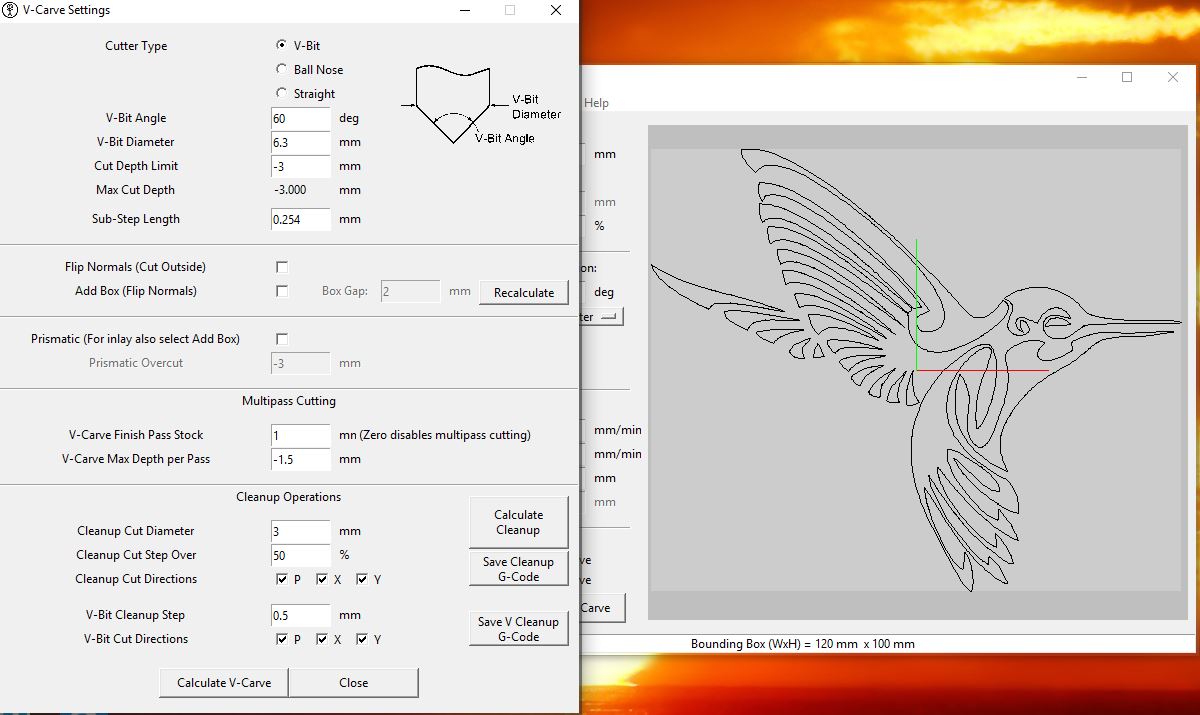 V-Carve Settings
Cutter Type
V-Bit
Ball Nose
Straight
V-Bit
Diameter
V-Bit Angle
V-Bit Angle 60 deg
V-Bit Diameter 6.3 mm
Cut Depth Limit -3 mm
Max Cut Depth -3.000 mm
Sub-Step Length 0.254 mm
Flip Normals (Cut Outside)
Add Box (Flip Normals) Box Gap: 2 mm Recalculate
Prismatic (For inlay also select Add Box)
Prismatic Overcut -3 mm
Multipass Cutting
V-Carve Finish Pass Stock 1 mn (Zero disables multipass cutting)
V-Carve Max Depth per Pass -1.5 mm
Cleanup Operations
Calculate
Cleanup
Cleanup Cut Diameter 3 mm
Cleanup Cut Step Over 50 %
Save Cleanup
G-Code
Cleanup Cut Directions P X Y
V-Bit Cleanup Step 0.5 mm
Save V Cleanup
G-Code
V-Bit Cut Directions P X Y
Calculate V-Carve Close
Help
mm
mm
%
on:
deg
ter
mm/min
mm/min
mm
mm
ve
ve
Carve
Bounding Box (WxH) = 120 mm x 100 mm